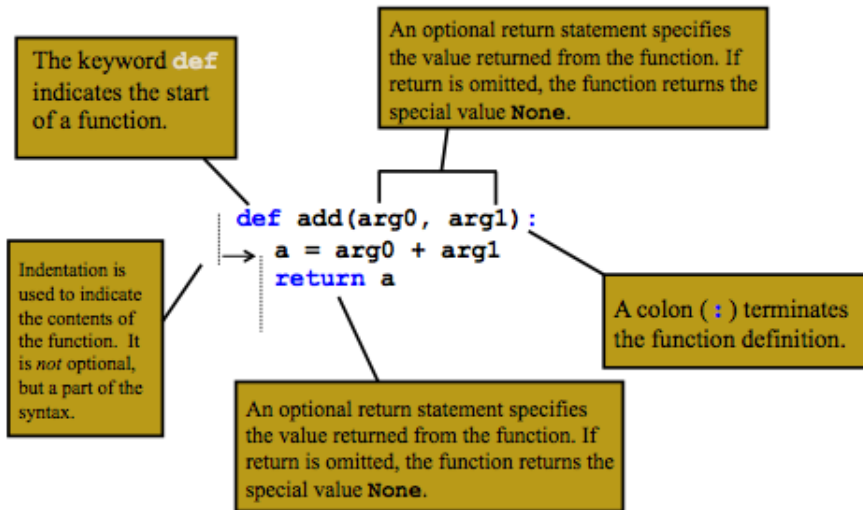 The keyword def
indicates the start
of a function.
An optional return statement specifies
the value returned from the function. If
return is omitted, the function returns the
special value None.
def add(arg0, arg1):
a = arg0 + arg1
return a
Indentation is
used to indicate
the contents of
the function. It
is not optional,
but a part of the
syntax.
A colon ( : ) terminates
the function definition.
An optional return statement specifies
the value returned from the function. If
return is omitted, the function returns the
special value None.